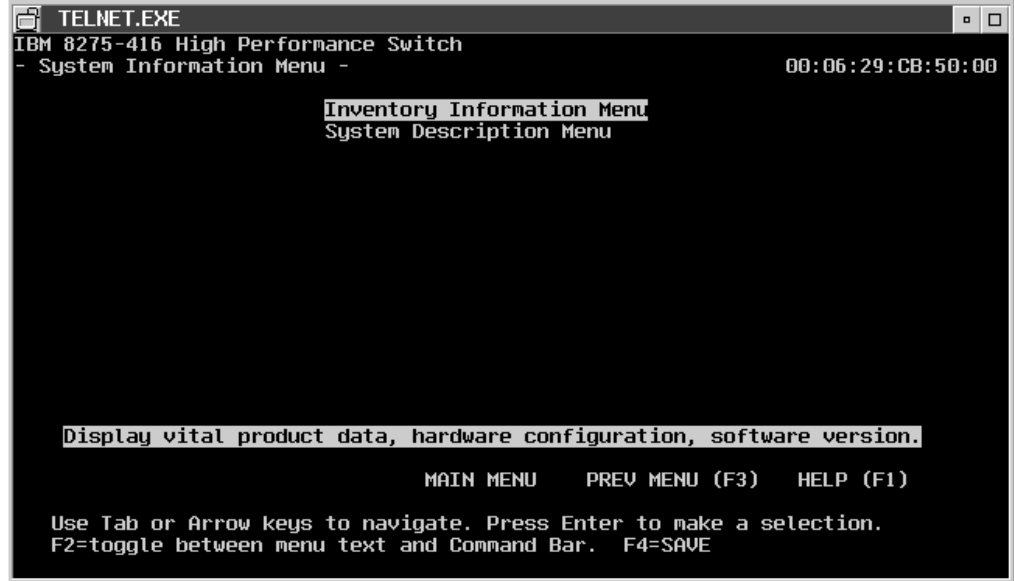 TELNET.EXE
IBM 8275-416 High Performance Switch
- System Information Menu - 00:06:29:CB:50:00
Inventory Information Menu
System Description Menu
Display vital product data, hardware configuration, software version.
MAIN MENU PREV MENU (F3) HELP (F1)
Use Tab or Arrow keys to navigate. Press Enter to make a selection.
F2=toggle between menu text and Command Bar. F4=SAVE